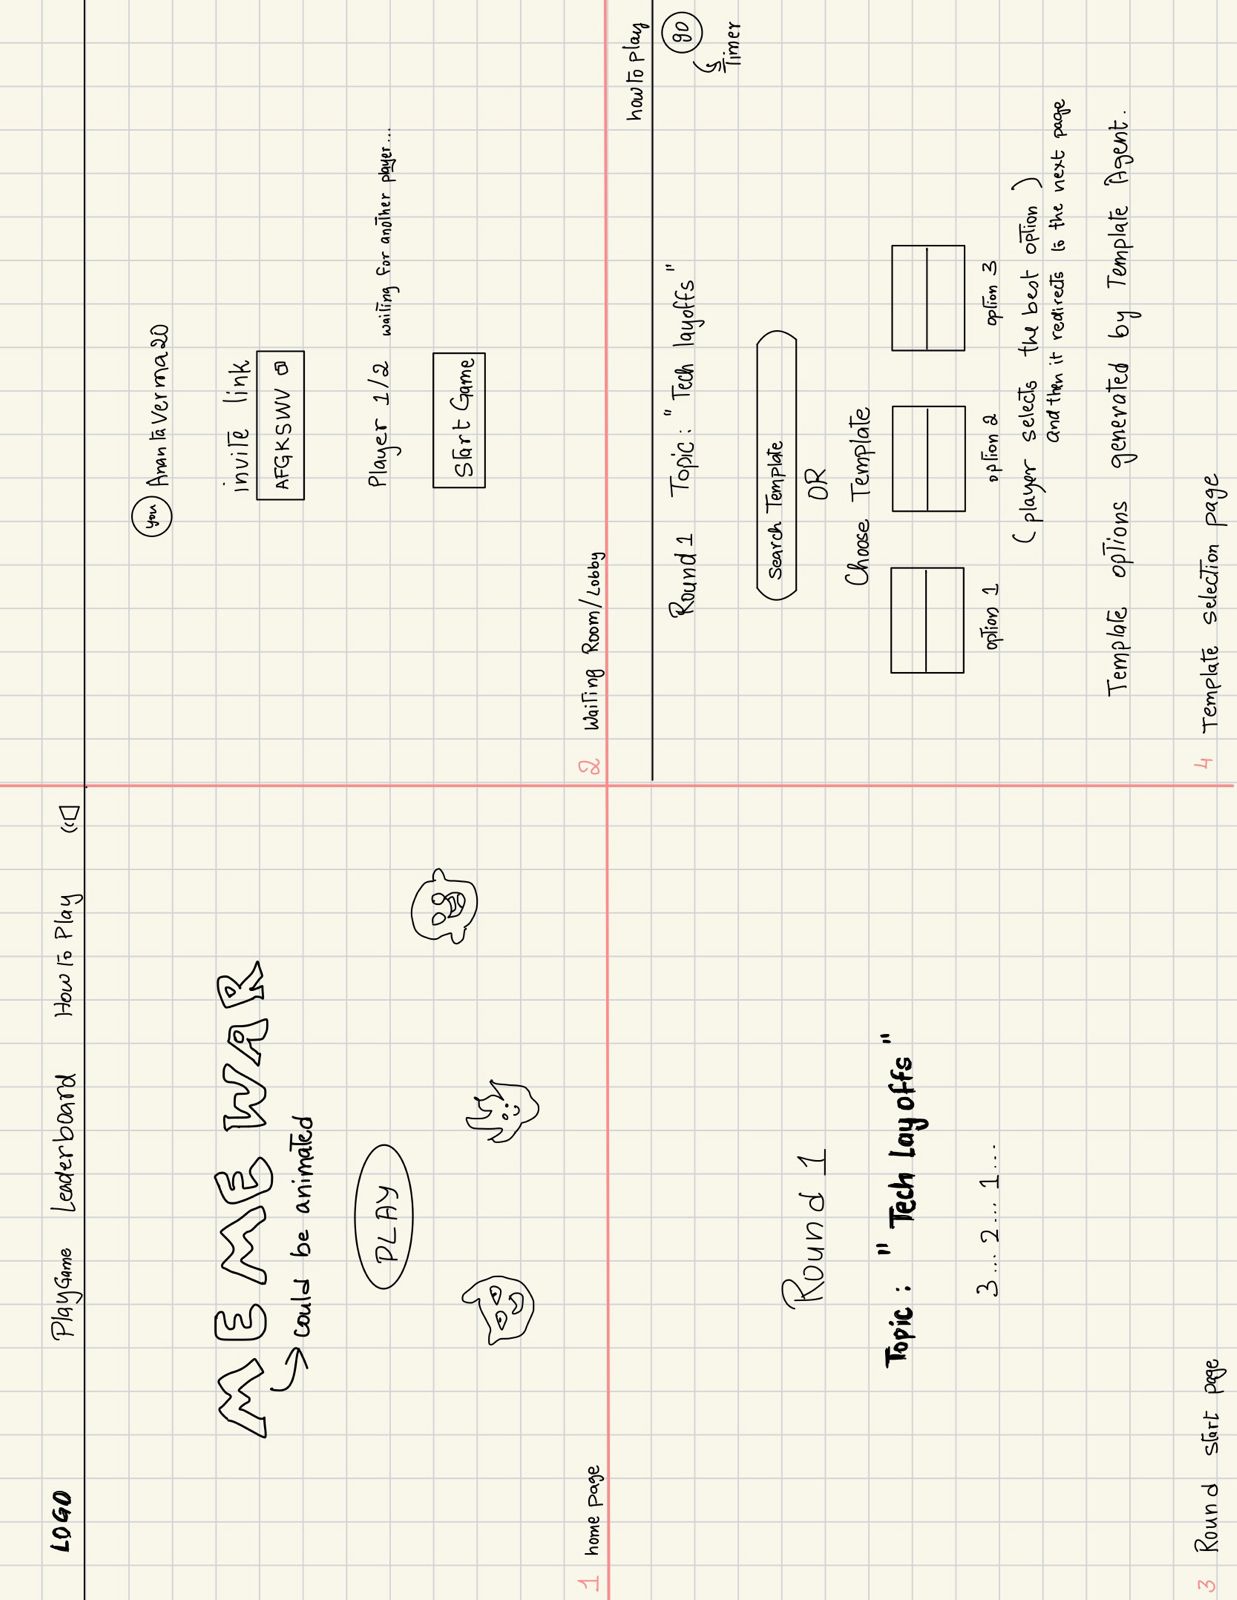 LOGO PlayGame Leaderboard How to Play
MEME WAR
could be animated
PLAY
1 home page
you AnantaVerma20
invite link
AFGKSWV
Player 1/2 waiting for another player...
Start Game
2 Waiting Room/Lobby
Round 1
Topic : "Tech layoffs"
3... 2... 1...
3 Round start page
how to play
Round 1 Topic : "Tech layoffs" 90
Timer
Search Template
OR
Choose Template
option 1 option 2 option 3
(player selects the best option)
and then it redirects to the next page
Template options generated by Template Agent.
4 Template selection page